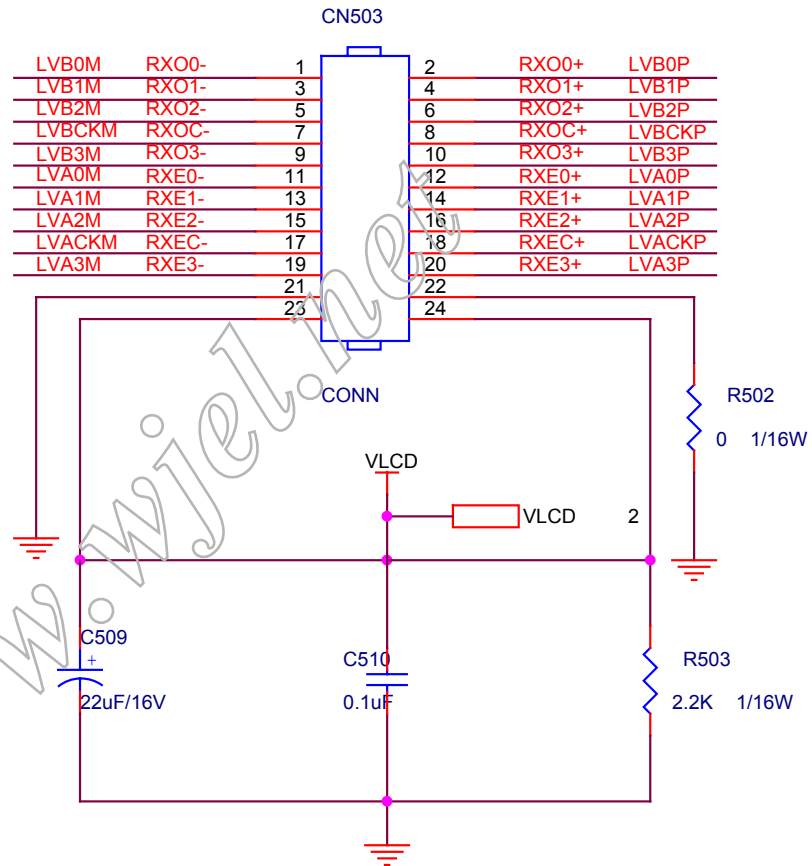 CN503
LVB0M RXO0- 1 2 RXO0+ LVB0P
LVB1M RXO1- 3 4 RXO1+ LVB1P
LVB2M RXO2- 5 6 RXO2+ LVB2P
LVBCKM RXOC- 7 8 RXOC+ LVBCKP
LVB3M RXO3- 9 10 RXO3+ LVB3P
LVA0M RXE0- 11 12 RXE0+ LVA0P
LVA1M RXE1- 13 14 RXE1+ LVA1P
LVA2M RXE2- 15 16 RXE2+ LVA2P
LVACKM RXEC- 17 18 RXEC+ LVACKP
LVA3M RXE3- 19 20 RXE3+ LVA3P
21 22
23 24
CONN
R502
0 1/16W
VLCD
VLCD 2
C509
+
22uF/16V
C510
0.1uF
R503
2.2K 1/16W
w.wjel.net